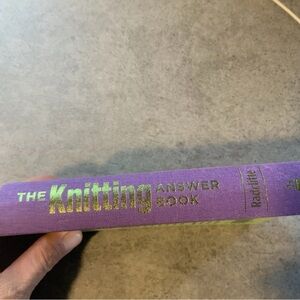 THE Knitting ANSWER
BOOK
Radcliffe